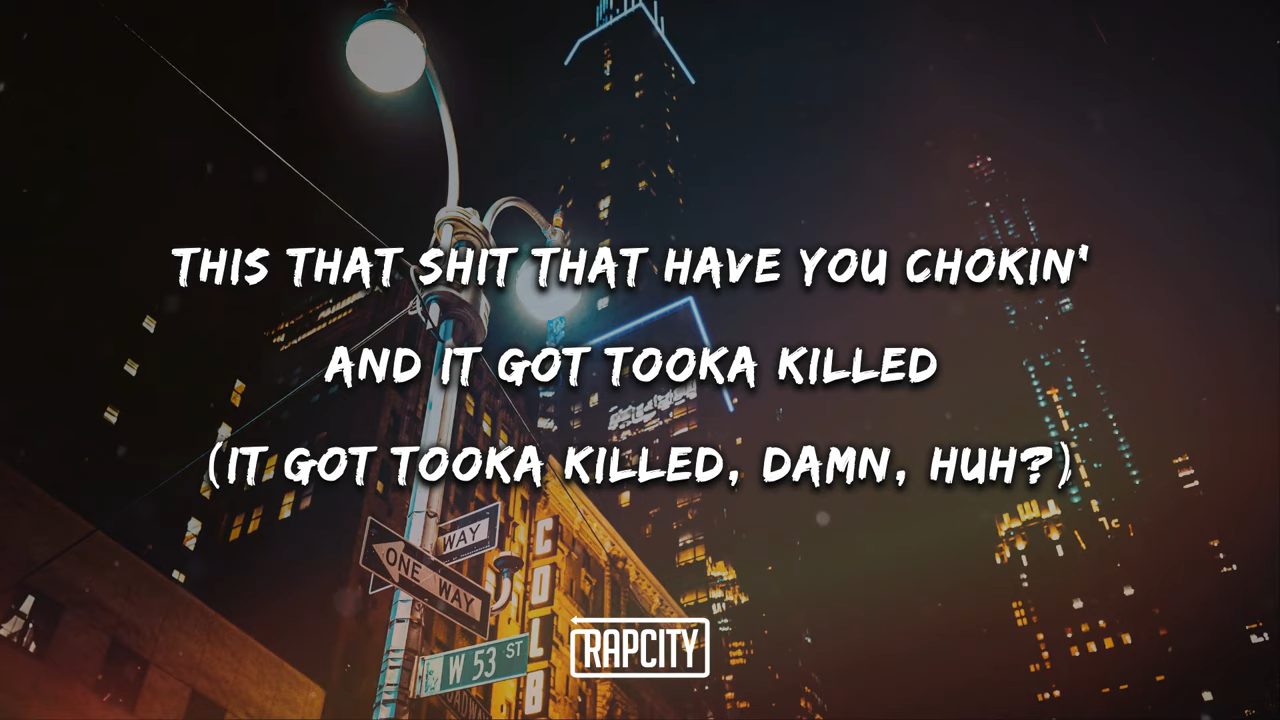 THIS THAT SHIT THAT HAVE YOU CHOKIN'
AND IT GOT TOOKA KILLED
(IT GOT TOOKA KILLED, DAMN, HUH?)
WAY
ONE WAY
COLB
W 53 ST
RAPCITY